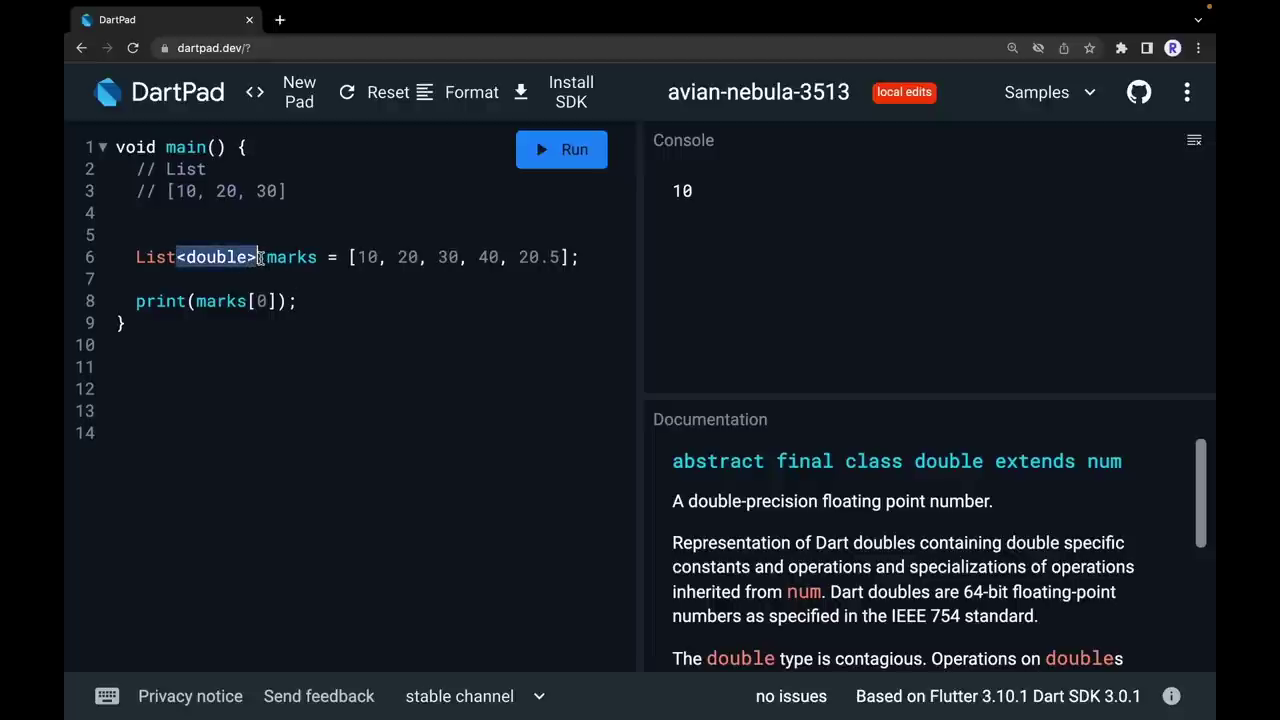 DartPad
dartpad.dev/?
R
DartPad
<> New Pad
Reset
Format
Install SDK
avian-nebula-3513
local edits
Samples
1 void main() {
2 // List
3 // [10, 20, 30]
4
5
6 List<double> marks = [10, 20, 30, 40, 20.5];
7
8 print(marks[0]);
9 }
10
11
12
13
14
Run
Console
10
Documentation
abstract final class double extends num
A double-precision floating point number.
Representation of Dart doubles containing double specific
constants and operations and specializations of operations
inherited from num. Dart doubles are 64-bit floating-point
numbers as specified in the IEEE 754 standard.
The double type is contagious. Operations on doubles
Privacy notice
Send feedback
stable channel
no issues
Based on Flutter 3.10.1 Dart SDK 3.0.1